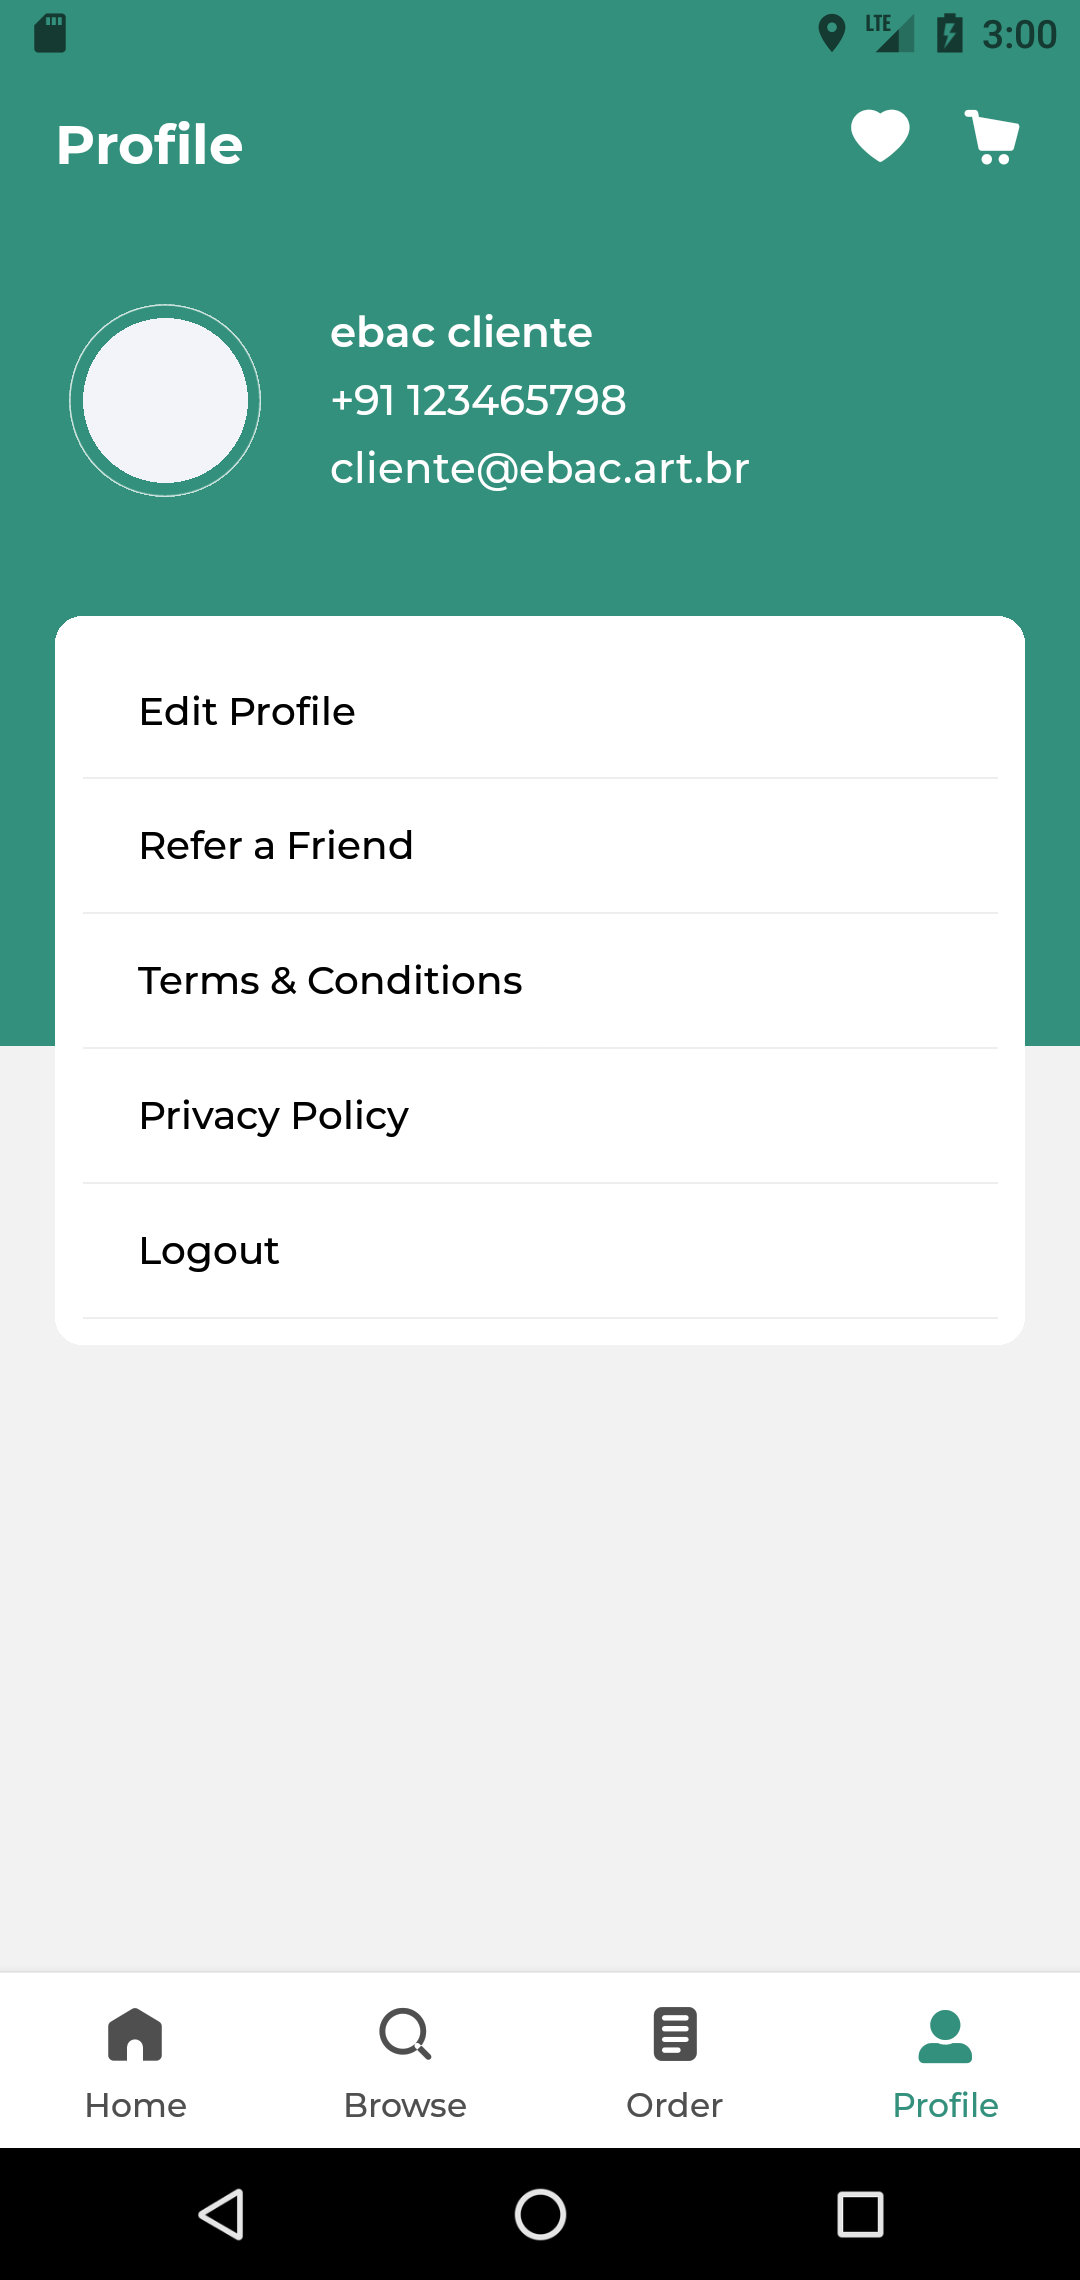 LTE 3:00
Profile
ebac cliente
+91 123465798
cliente@ebac.art.br
Edit Profile
Refer a Friend
Terms & Conditions
Privacy Policy
Logout
Home Browse Order Profile